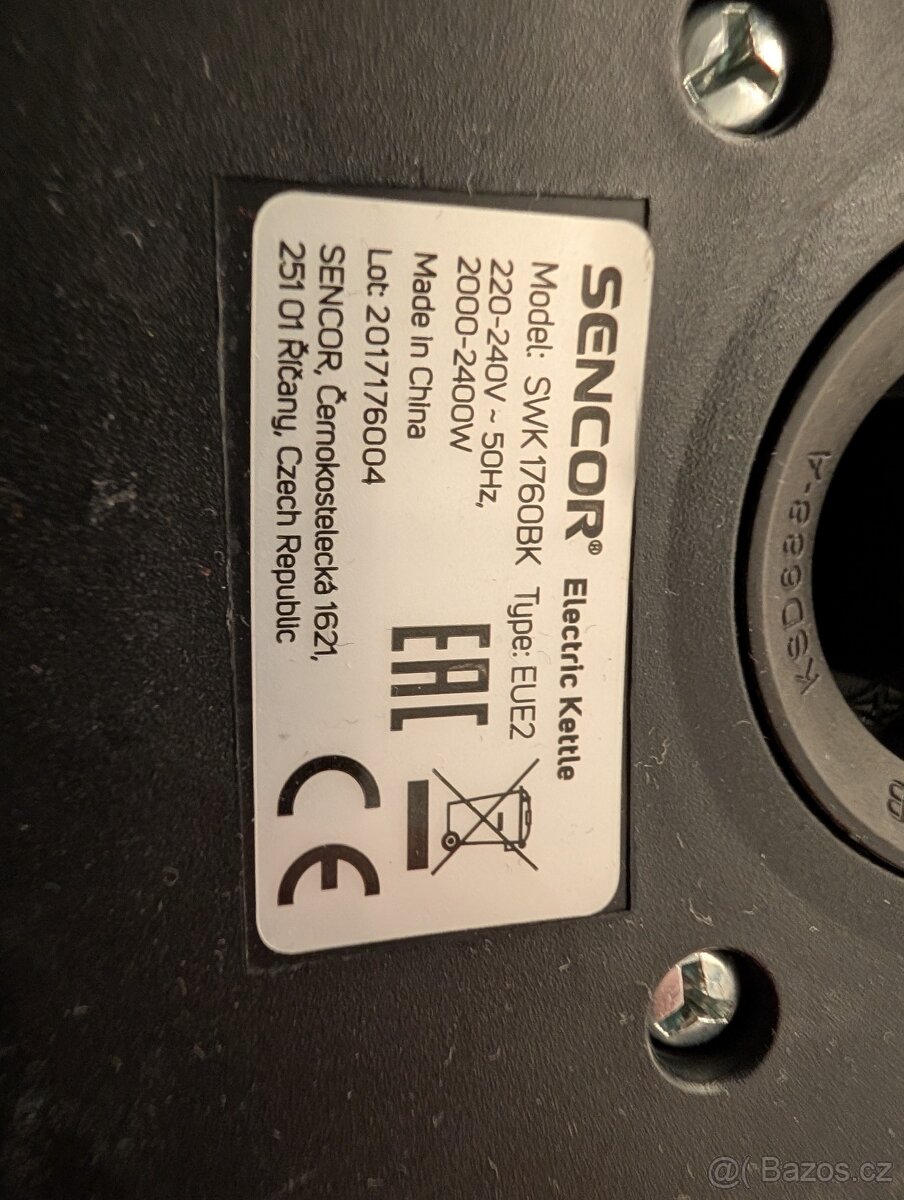 SENCOR® Electric Kettle
Model: SWK 1760BK Type: EUE2
220-240V ~ 50Hz,
2000-2400W
Made in China
Lot: 2017176004
SENCOR, Černokostelecká 1621,
251 01 Říčany, Czech Republic
EAC
CE
@( Bazos.cz